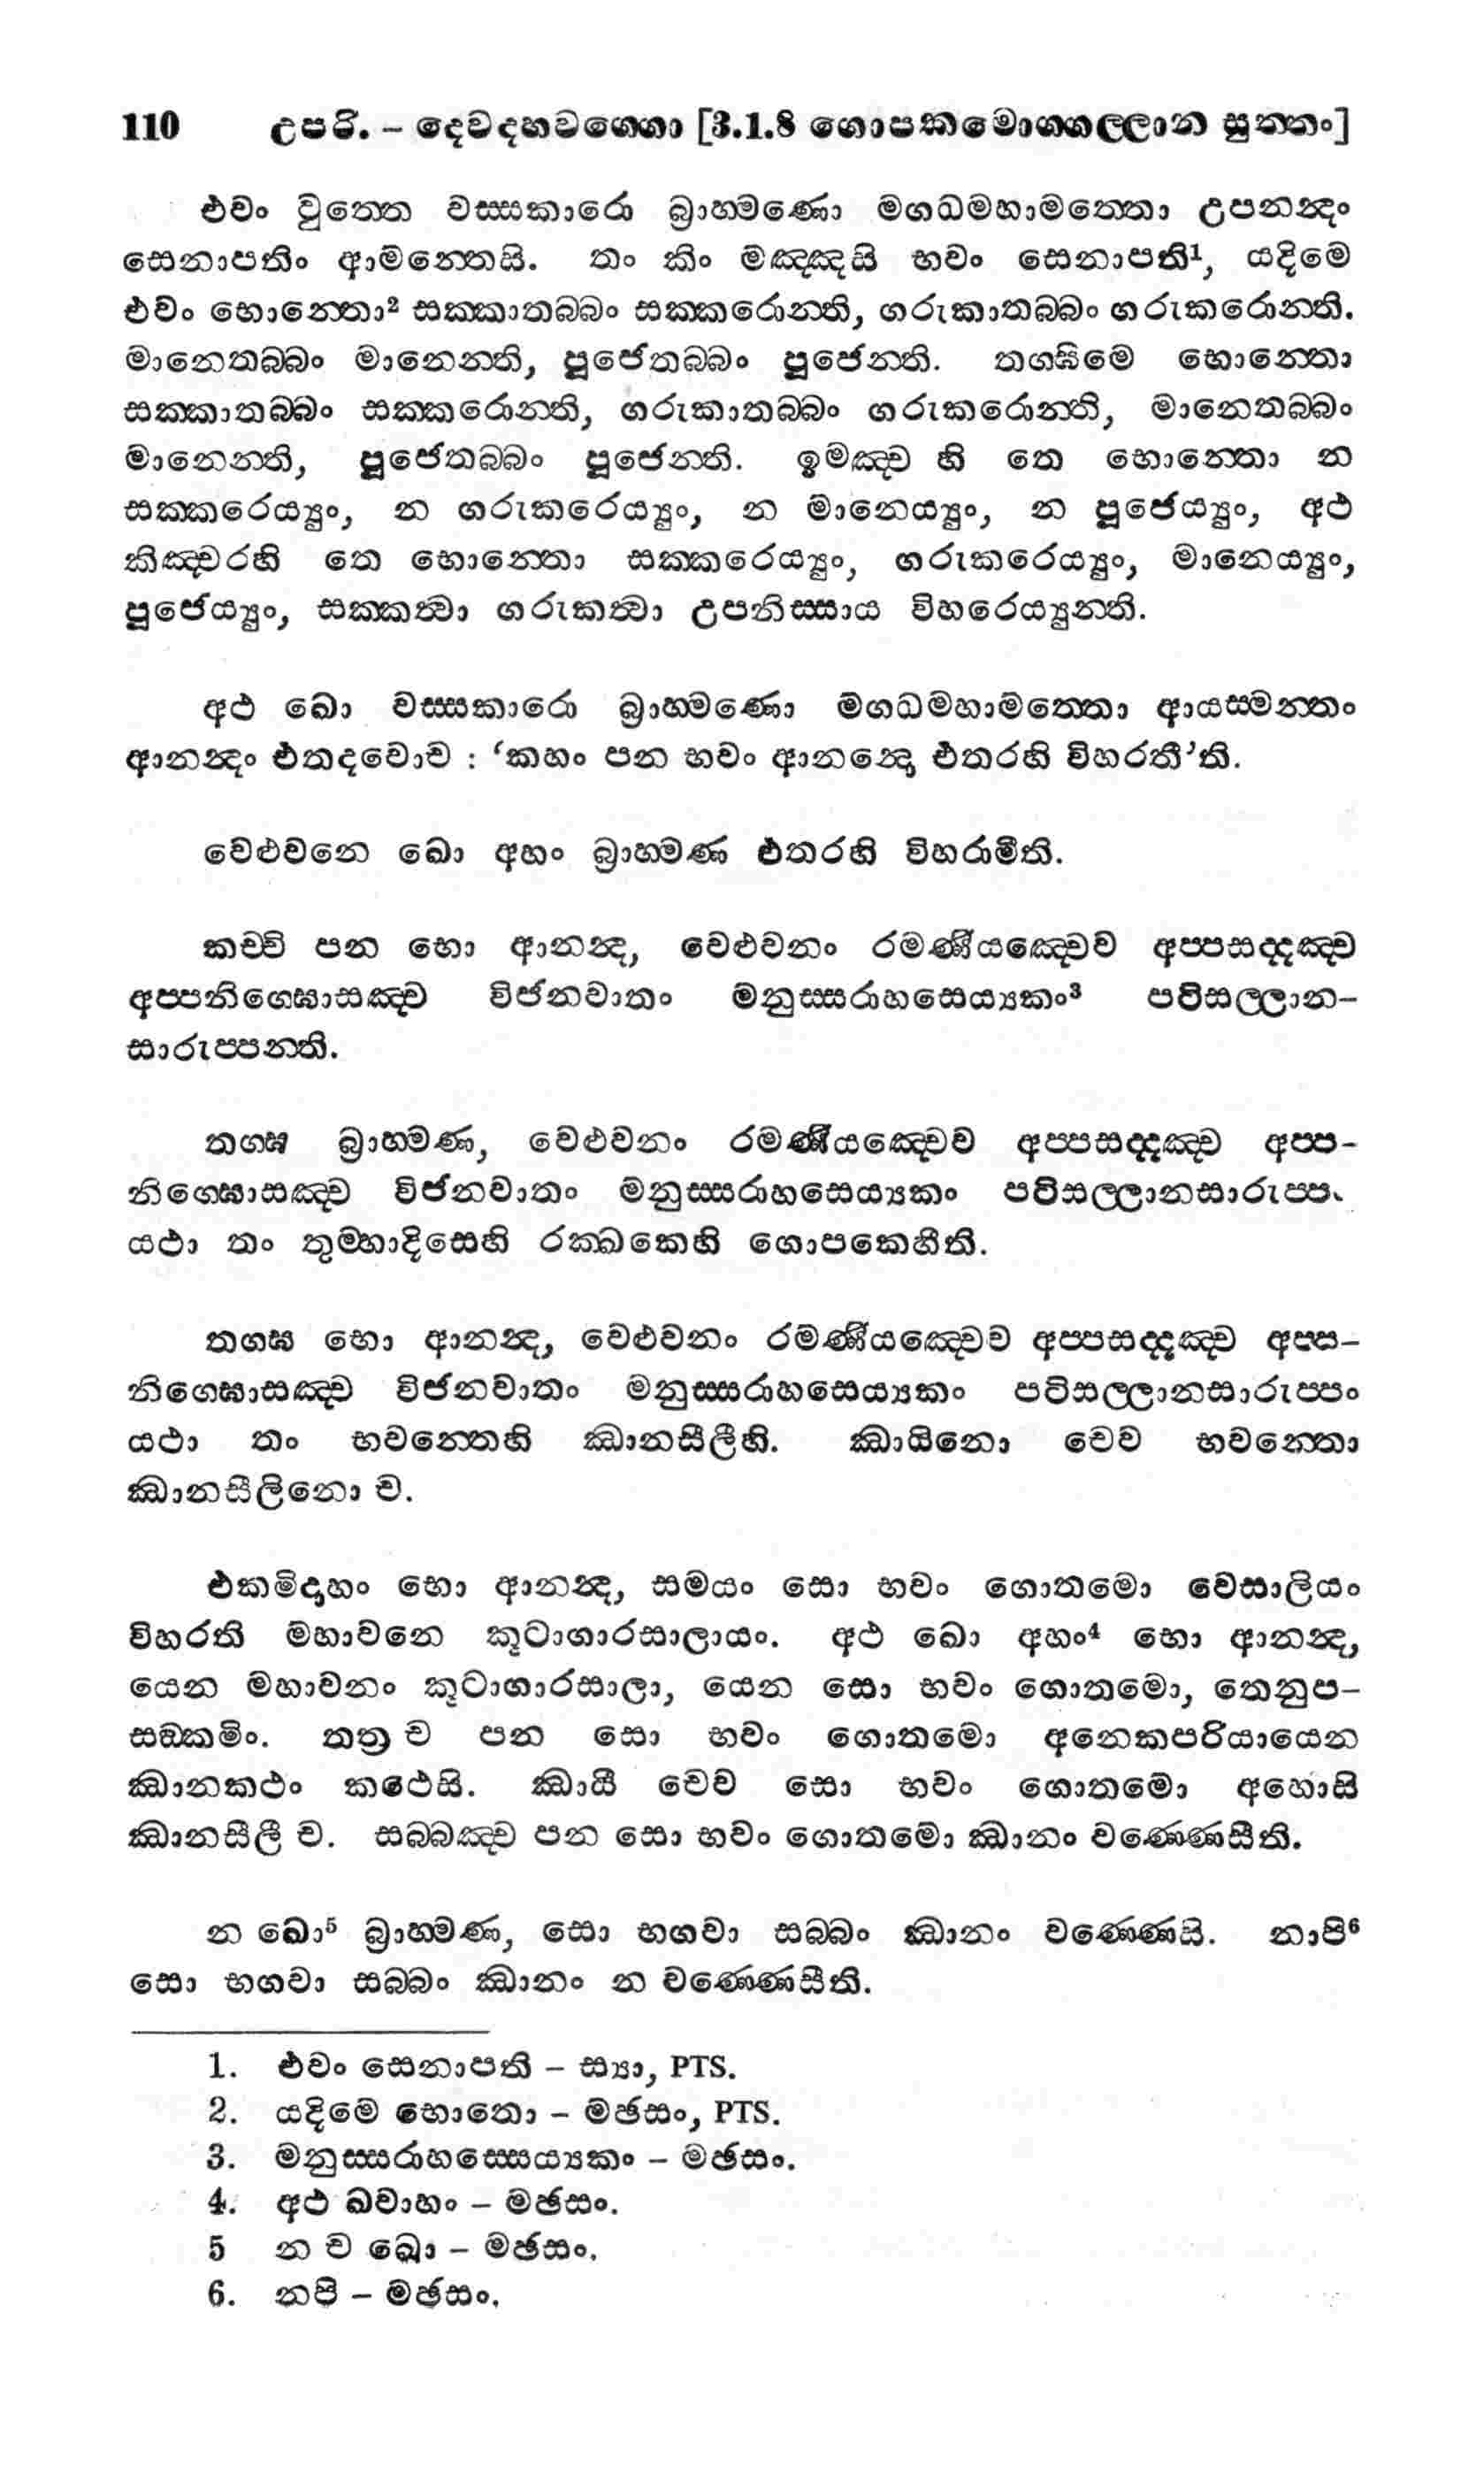 110 උපරි. – දෙවදහවග්ගො [3.1.8 ගොපකමොග්ගල්ලාන සුත්තං]
එවං වුත්තෙ වස්සකාරො බ්‍රාහ්මණො මගධමහාමත්තො උපනන්දං
සෙනාපතිං ආමන්තෙසි. තං කිං මඤ්ඤසි භවං සෙනාපති¹, යදිමෙ
එවං භොන්තො² සක්කාතබ්බං සක්කරොන්ති, ගරුකාතබ්බං ගරුකරොන්ති.
මානෙතබ්බං මානෙන්ති, පූජෙතබ්බං පූජෙන්ති. තග්ඝිමෙ භොන්තො
සක්කාතබ්බං සක්කරොන්ති, ගරුකාතබ්බං ගරුකරොන්ති, මානෙතබ්බං
මානෙන්ති, පූජෙතබ්බං පූජෙන්ති. ඉමඤ්ච හි තෙ භොන්තො න
සක්කරෙය්‍යුං, න ගරුකරෙය්‍යුං, න මානෙය්‍යුං, න පූජෙය්‍යුං, අථ
කිඤ්චරහි තෙ භොන්තො සක්කරෙය්‍යුං, ගරුකරෙය්‍යුං, මානෙය්‍යුං,
පූජෙය්‍යුං, සක්කත්‍වා ගරුකත්‍වා උපනිස්සාය විහරෙය්‍යුන්ති.
අථ ඛො වස්සකාරො බ්‍රාහ්මණො මගධමහාමත්තො ආයස්මන්තං
ආනන්දං එතදවොච : ‘කහං පන භවං ආනන්දො එතරහි විහරතී’ති.
වෙළුවනෙ ඛො අහං බ්‍රාහ්මණ එතරහි විහරාමීති.
කච්චි පන භො ආනන්ද, වෙළුවනං රමණීයඤ්චෙව අප්පසද්දඤ්ච
අප්පනිග්ඝොසඤ්ච විජනවාතං මනුස්සරාහසෙය්‍යකං³ පටිසල්ලාන–
සාරුප්පන්ති.
තග්ඝ බ්‍රාහ්මණ, වෙළුවනං රමණීයඤ්චෙව අප්පසද්දඤ්ච අප්ප–
නිග්ඝොසඤ්ච විජනවාතං මනුස්සරාහසෙය්‍යකං පටිසල්ලානසාරුප්පං
යථා තං තුම්හාදිසෙහි රක්ඛකෙහි ගොපකෙහීති.
තග්ඝ භො ආනන්ද, වෙළුවනං රමණීයඤ්චෙව අප්පසද්දඤ්ච අප්ප–
නිග්ඝොසඤ්ච විජනවාතං මනුස්සරාහසෙය්‍යකං පටිසල්ලානසාරුප්පං
යථා තං භවන්තෙහි ඣානසීලීහි. ඣායිනො චෙව භවන්තො
ඣානසීලිනො ච.
එකමිදාහං භො ආනන්ද, සමයං සො භවං ගොතමො වෙසාලියං
විහරති මහාවනෙ කූටාගාරසාලායං. අථ ඛො අහං⁴ භො ආනන්ද,
යෙන මහාවනං කූටාගාරසාලා, යෙන සො භවං ගොතමො, තෙනුප–
සඞ්කමිං. තත්‍ර ච පන සො භවං ගොතමො අනෙකපරියායෙන
ඣානකථං කථෙසි. ඣායී චෙව සො භවං ගොතමො අහොසි
ඣානසීලී ච. සබ්බඤ්ච පන සො භවං ගොතමො ඣානං වණ්ණෙසීති.
න ඛො⁵ බ්‍රාහ්මණ, සො භගවා සබ්බං ඣානං වණ්ණෙසි. නාපි⁶
සො භගවා සබ්බං ඣානං න වණ්ණෙසීති.
1. එවං සෙනාපති – ස්‍යා, PTS.
2. යදිමෙ භොන්තො – මඡසං, PTS.
3. මනුස්සරාහස්සෙය්‍යකං – මඡසං.
4. අථ ඛ්වාහං – මඡසං.
5 න ච ඛො – මඡසං.
6. නපි – මඡසං.